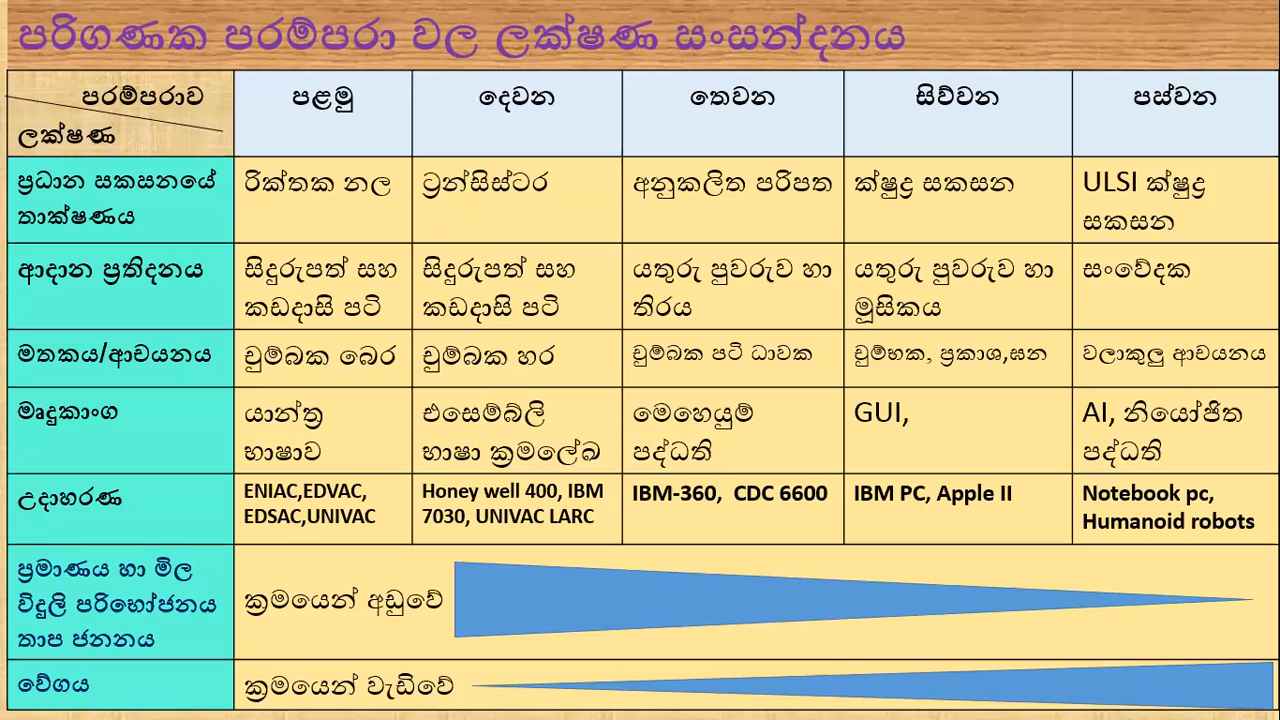 පරිගණක පරම්පරා වල ලක්ෂණ සංසන්දනය
පරම්පරාව
ලක්ෂණ
පළමු
දෙවන
තෙවන
සිව්වන
පස්වන
ප්‍රධාන සකසනයේ
තාක්ෂණය
රික්තක නල
ට්‍රන්සිස්ටර
අනුකලිත පරිපත
ක්ෂුද්‍ර සකසන
ULSI ක්ෂුද්‍ර
සකසන
ආදාන ප්‍රතිදනය
සිදුරුපත් සහ
කඩදාසි පටි
සිදුරුපත් සහ
කඩදාසි පටි
යතුරු පුවරුව හා
තිරය
යතුරු පුවරුව හා
මූසිකය
සංවේදක
මතකය/ආචයනය
චුම්බක බෙර
චුම්බක හර
චුම්බක පටි ධාවක
චුම්භක, ප්‍රකාශ,ඝන
වලාකුලු ආචයනය
මෘදුකාංග
යාන්ත්‍ර
භාෂාව
එසෙම්බ්ලි
භාෂා ක්‍රමලේඛ
මෙහෙයුම්
පද්ධති
GUI,
AI, නියෝජිත
පද්ධති
උදාහරණ
ENIAC,EDVAC,
EDSAC,UNIVAC
Honey well 400, IBM
7030, UNIVAC LARC
IBM-360, CDC 6600
IBM PC, Apple II
Notebook pc,
Humanoid robots
ප්‍රමාණය හා මිල
විදුලි පරිභෝජනය
තාප ජනනය
ක්‍රමයෙන් අඩුවේ
වේගය
ක්‍රමයෙන් වැඩිවේ